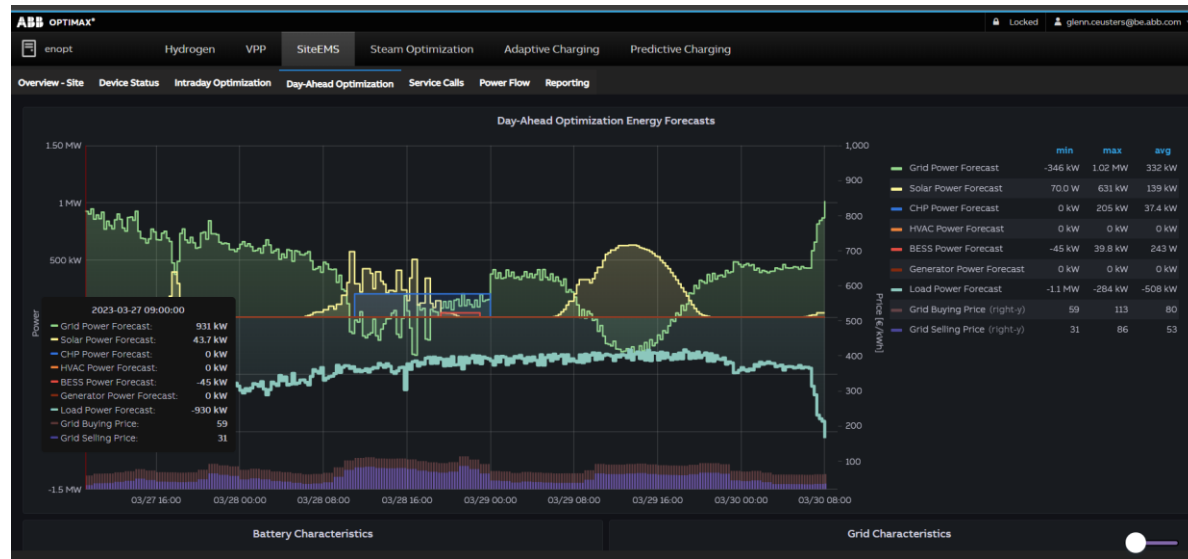 ABB OPTIMAX®
Locked glenn.ceusters@be.abb.com
enopt Hydrogen VPP SiteEMS Steam Optimization Adaptive Charging Predictive Charging
Overview - Site Device Status Intraday Optimization Day-Ahead Optimization Service Calls Power Flow Reporting
Day-Ahead Optimization Energy Forecasts
1.50 MW
1 MW
500 kW
-1.5 MW
Power
1,000
900
800
700
600
500
400
300
200
100
Price [€/kWh]
2023-03-27 09:00:00
Grid Power Forecast: 931 kW
Solar Power Forecast: 43.7 kW
CHP Power Forecast: 0 kW
HVAC Power Forecast: 0 kW
BESS Power Forecast: -45 kW
Generator Power Forecast: 0 kW
Load Power Forecast: -930 kW
Grid Buying Price: 59
Grid Selling Price: 31
03/27 16:00 03/28 00:00 03/28 08:00 03/28 16:00 03/29 00:00 03/29 08:00 03/29 16:00 03/30 00:00 03/30 08:00
min max avg
Grid Power Forecast -346 kW 1.02 MW 332 kW
Solar Power Forecast 70.0 W 631 kW 139 kW
CHP Power Forecast 0 kW 205 kW 37.4 kW
HVAC Power Forecast 0 kW 0 kW 0 kW
BESS Power Forecast -45 kW 39.8 kW 243 W
Generator Power Forecast 0 kW 0 kW 0 kW
Load Power Forecast -1.1 MW -284 kW -508 kW
Grid Buying Price (right-y) 59 113 80
Grid Selling Price (right-y) 31 86 53
Battery Characteristics
Grid Characteristics